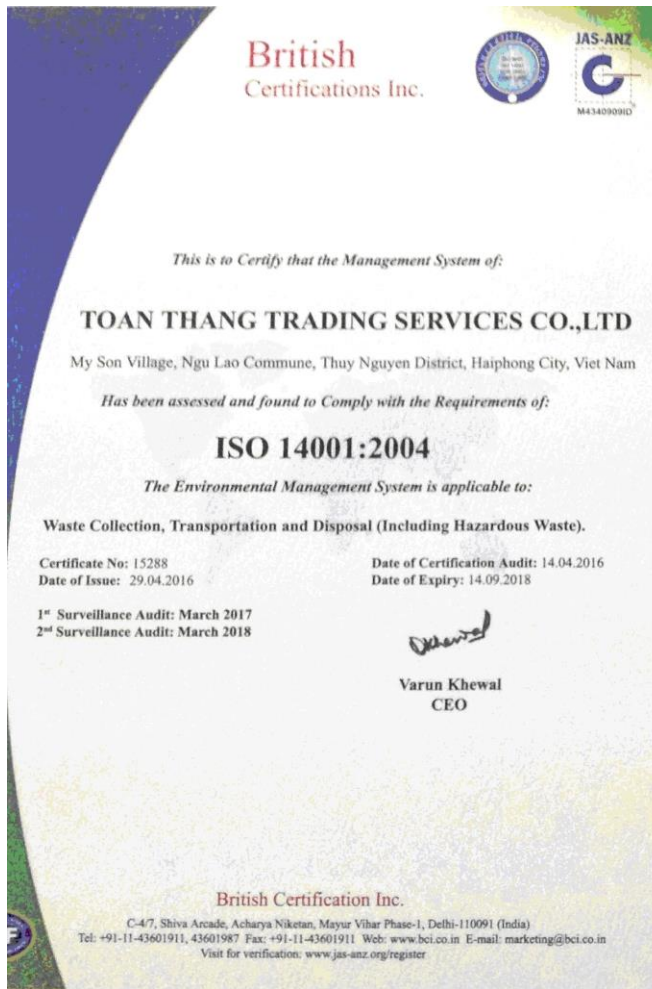 British
Certifications Inc.
JAS-ANZ
M4340909ID
This is to Certify that the Management System of:
TOAN THANG TRADING SERVICES CO.,LTD
My Son Village, Ngu Lao Commune, Thuy Nguyen District, Haiphong City, Viet Nam
Has been assessed and found to Comply with the Requirements of:
ISO 14001:2004
The Environmental Management System is applicable to:
Waste Collection, Transportation and Disposal (Including Hazardous Waste).
Certificate No: 15288
Date of Certification Audit: 14.04.2016
Date of Issue: 29.04.2016
Date of Expiry: 14.09.2018
1st Surveillance Audit: March 2017
2nd Surveillance Audit: March 2018
Varun Khewal
CEO
British Certification Inc.
C-4/7, Shiva Arcade, Acharya Niketan, Mayur Vihar Phase-1, Delhi-110091 (India)
Tel: +91-11-43601911, 43601987 Fax: +91-11-43601911 Web: www.bci.co.in E-mail: marketing@bci.co.in
Visit for verification: www.jas-anz.org/register